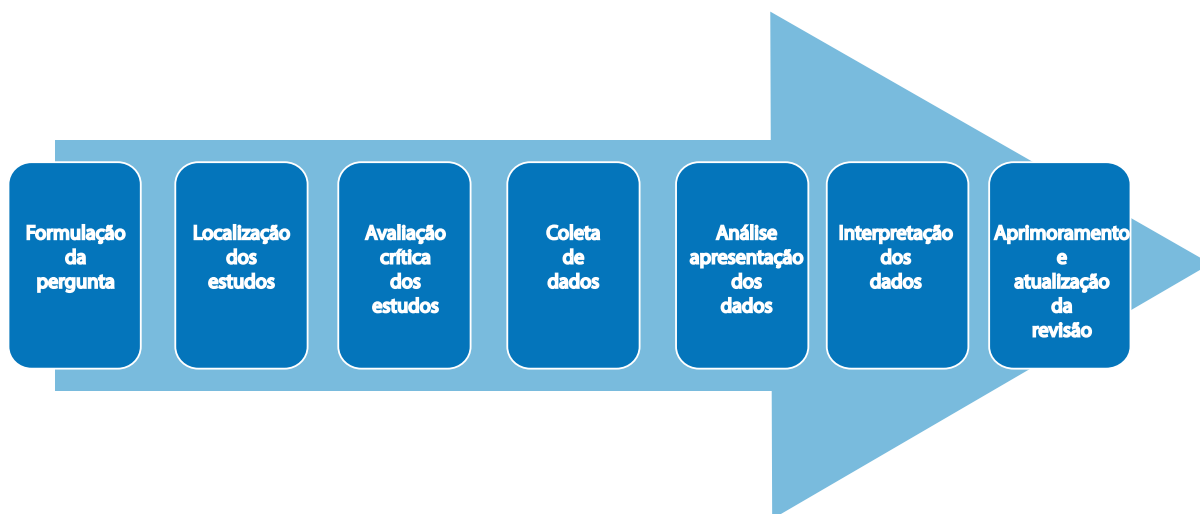 Formulação
da
pergunta
Localização
dos
estudos
Avaliação
crítica
dos
estudos
Coleta
de
dados
Análise
apresentação
dos
dados
Interpretação
dos
dados
Aprimoramento
e
atualização
da
revisão